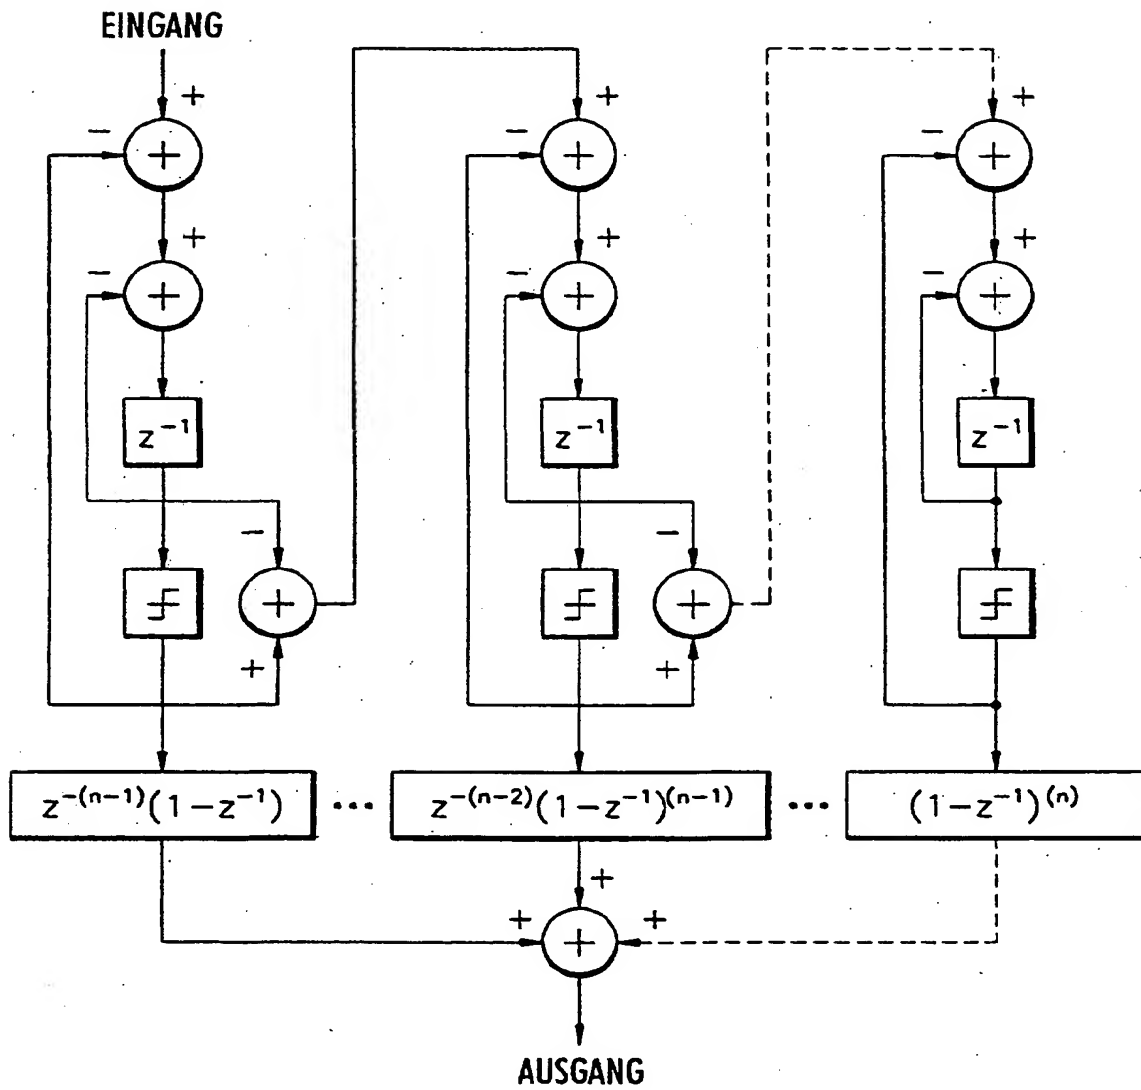 EINGANG
+ + +
− − −
+ + +
+ + +
− − −
+ + +
z⁻¹ z⁻¹ z⁻¹
− −
+ +
+ +
z⁻⁽ⁿ⁻¹⁾(1−z⁻¹) ••• z⁻⁽ⁿ⁻²⁾(1−z⁻¹)⁽ⁿ⁻¹⁾ ••• (1−z⁻¹)⁽ⁿ⁾
+
+ +
+
AUSGANG